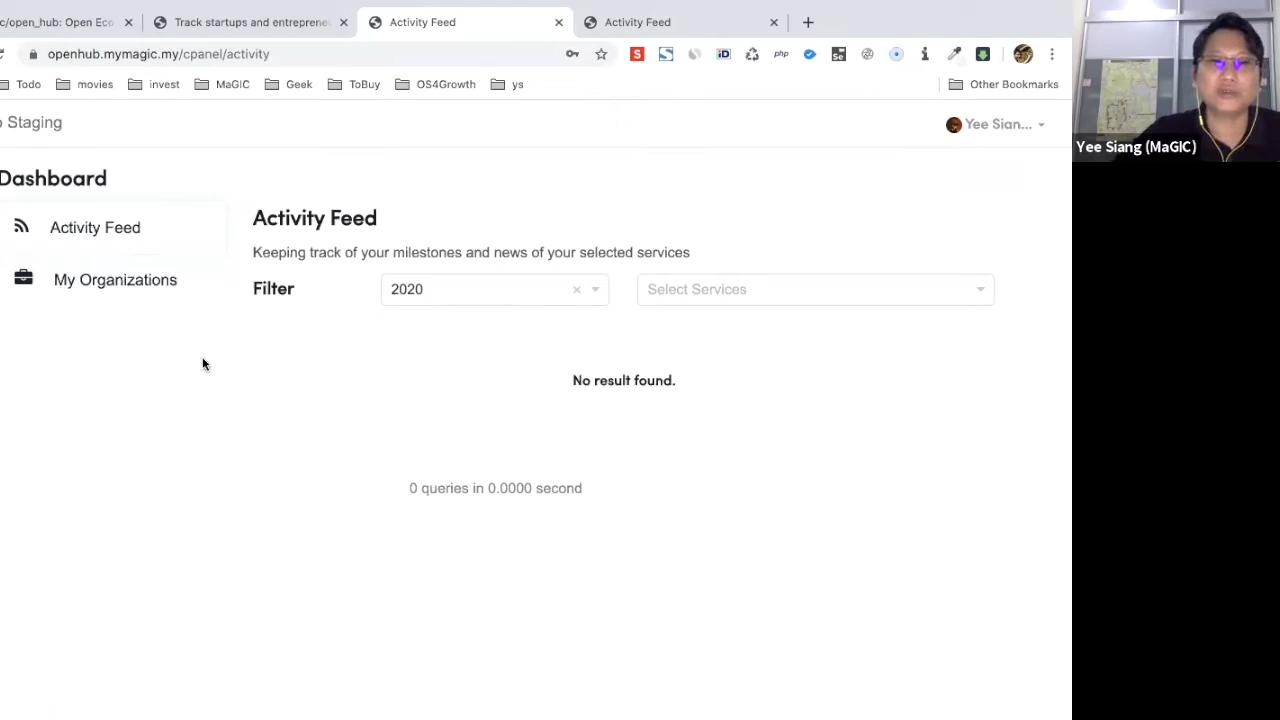 c/open_hub: Open Eco
Track startups and entreprene
Activity Feed
Activity Feed
openhub.mymagic.my/cpanel/activity
Todo
movies
invest
MaGIC
Geek
ToBuy
OS4Growth
ys
Other Bookmarks
Staging
Yee Sian...
Yee Siang (MaGIC)
Dashboard
Activity Feed
My Organizations
Activity Feed
Keeping track of your milestones and news of your selected services
Filter
2020
Select Services
No result found.
0 queries in 0.0000 second